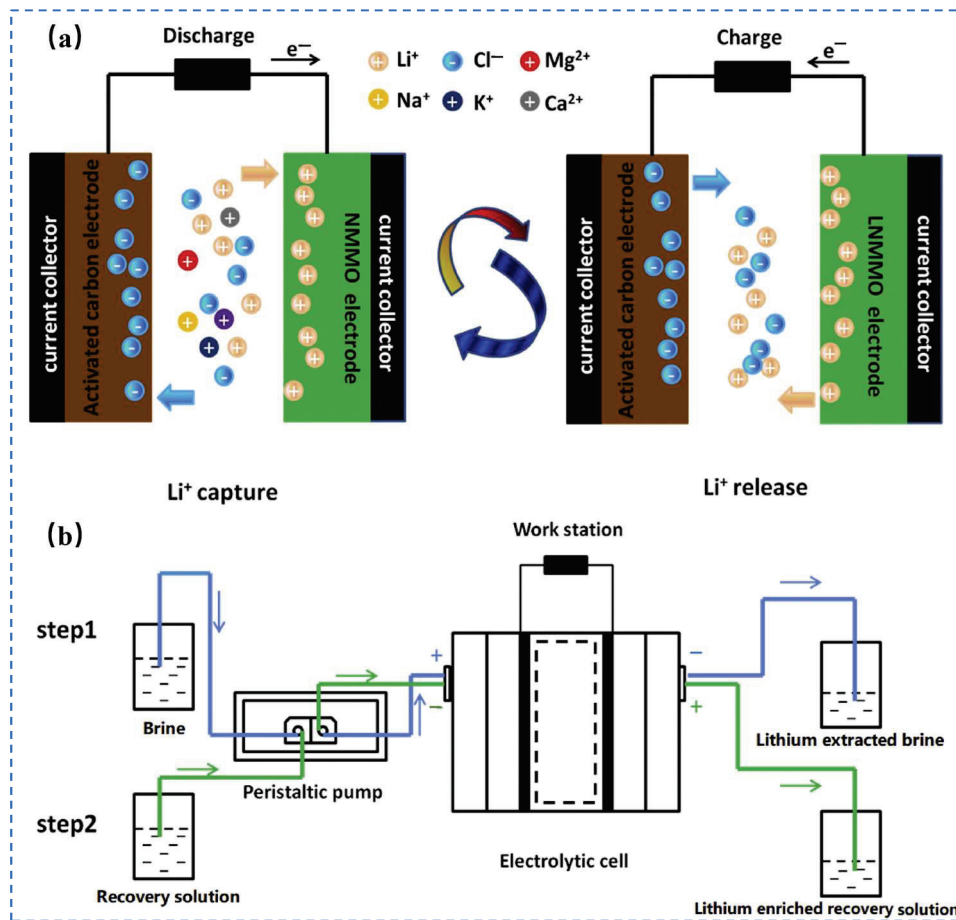 (a)
Discharge
e—
Li⁺
Cl—
Mg²⁺
Na⁺
K⁺
Ca²⁺
Charge
e—
current collector
Activated carbon electrode
NMMO electrode
current collector
current collector
Activated carbon electrode
LNMMO electrode
current collector
Li⁺ capture
Li⁺ release
(b)
Work station
step1
Brine
+
−
−
+
Lithium extracted brine
Peristaltic pump
step2
Electrolytic cell
Recovery solution
Lithium enriched recovery solution